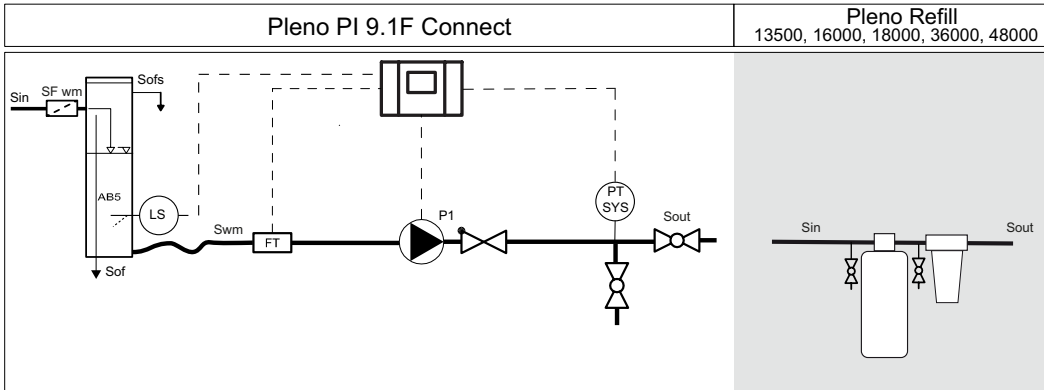 Pleno PI 9.1F Connect
Pleno Refill
13500, 16000, 18000, 36000, 48000
Sin
SF wm
Sofs
AB5
LS
Sof
Swm
FT
P1
PT
SYS
Sout
Sin
Sout